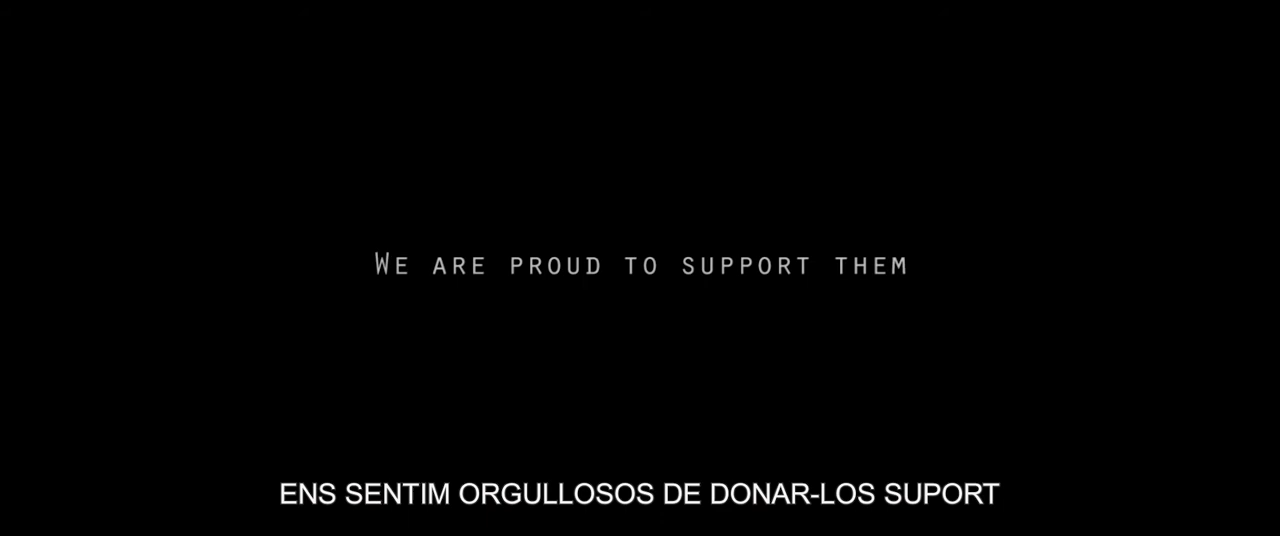 We are proud to support them
ENS SENTIM ORGULLOSOS DE DONAR-LOS SUPORT